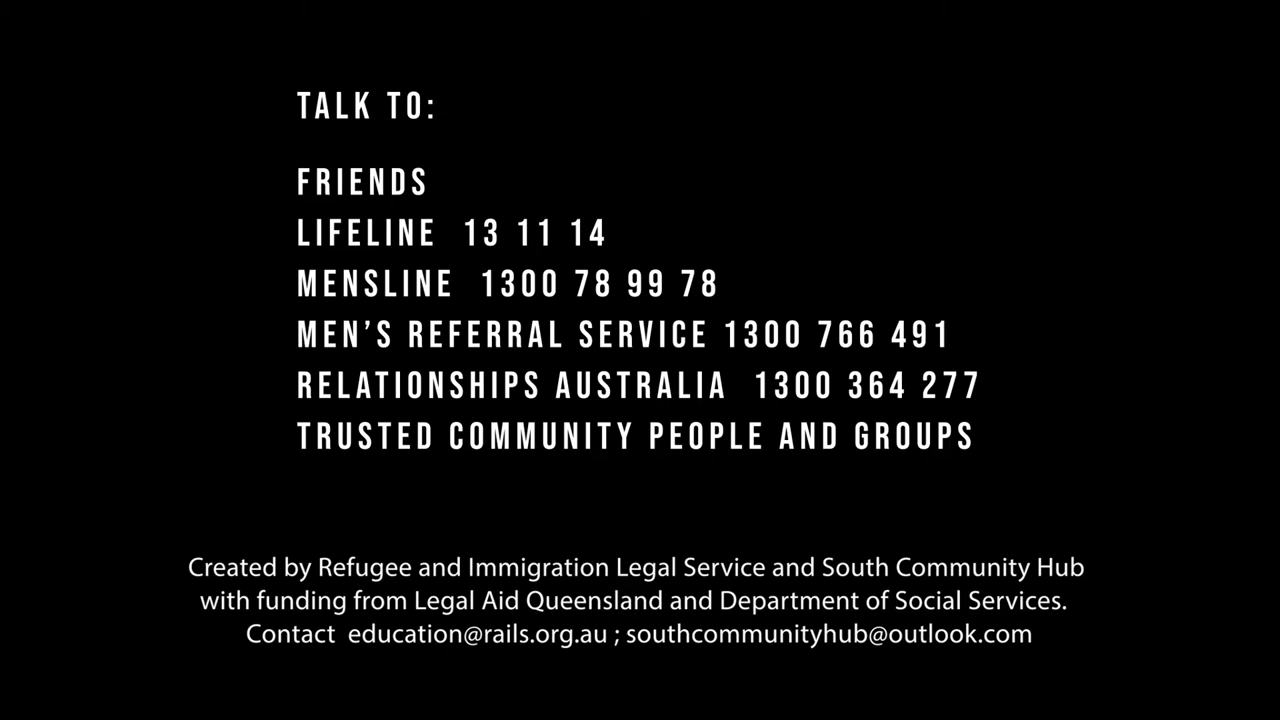 TALK TO:
FRIENDS
LIFELINE 13 11 14
MENSLINE 1300 78 99 78
MEN'S REFERRAL SERVICE 1300 766 491
RELATIONSHIPS AUSTRALIA 1300 364 277
TRUSTED COMMUNITY PEOPLE AND GROUPS
Created by Refugee and Immigration Legal Service and South Community Hub
with funding from Legal Aid Queensland and Department of Social Services.
Contact education@rails.org.au ; southcommunityhub@outlook.com